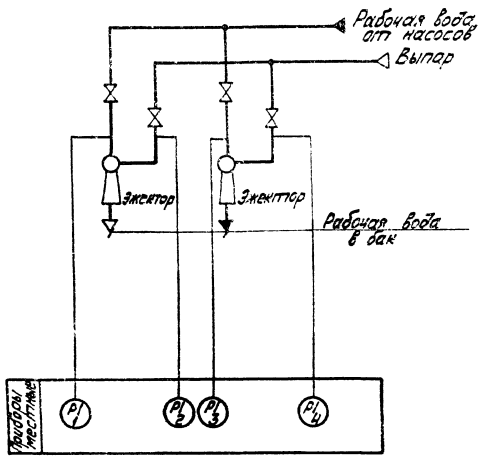 Рабочая вода
от насосов
Выпар
Эжектор
Эжектор
Рабочая вода
в бак
Приборы
местные
PI
1
PI
2
PI
3
PI
4